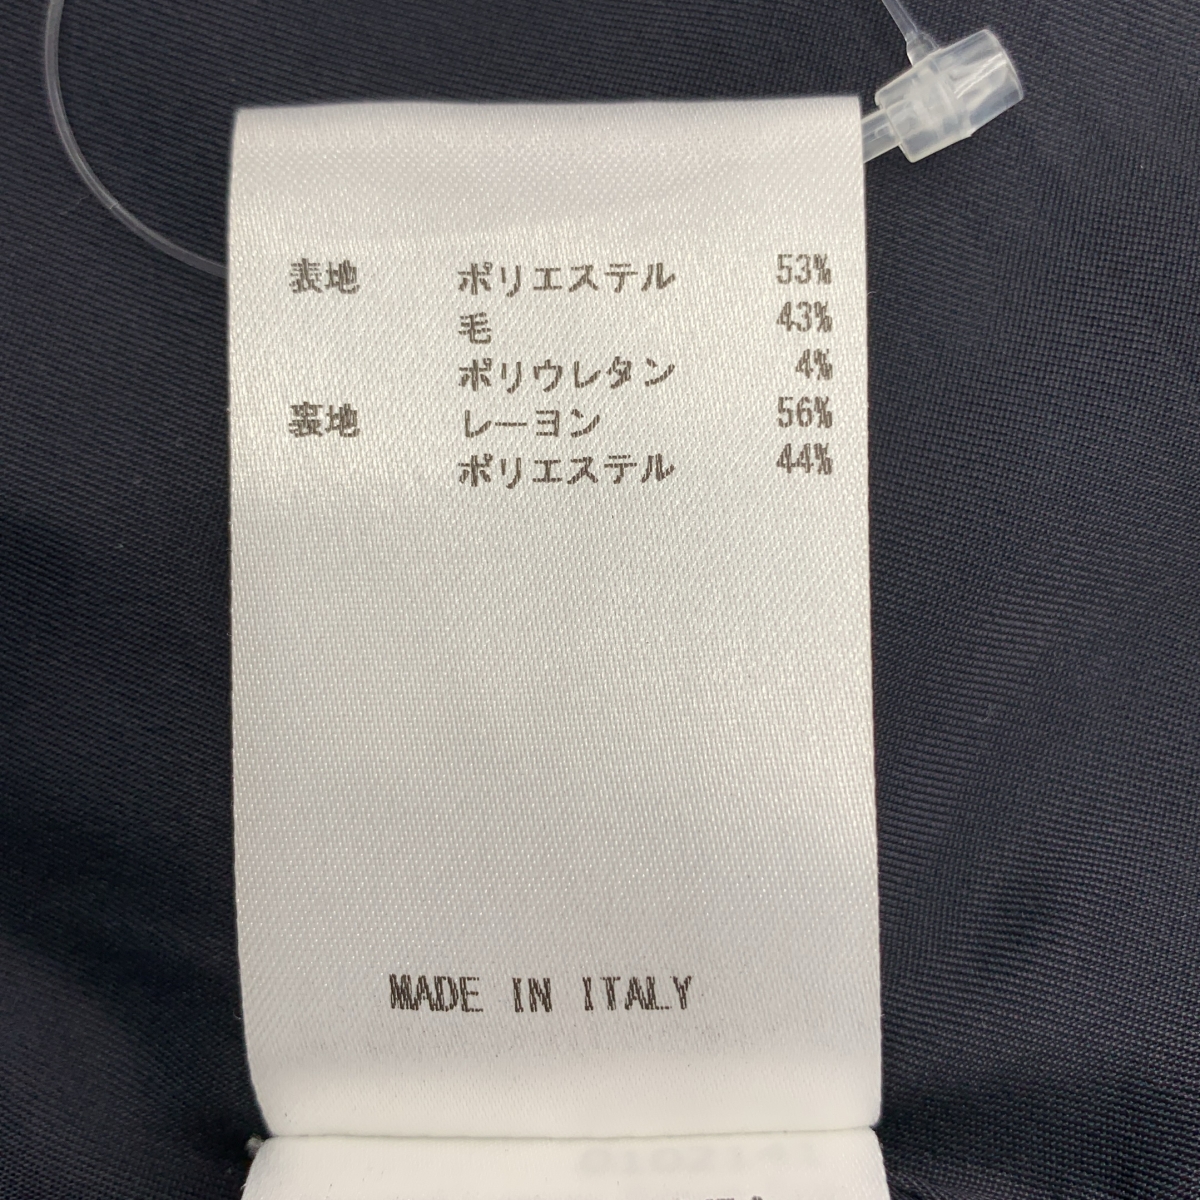 表地 ポリエステル 53%
毛 43%
ポリウレタン 4%
裏地 レーヨン 56%
ポリエステル 44%
MADE IN ITALY